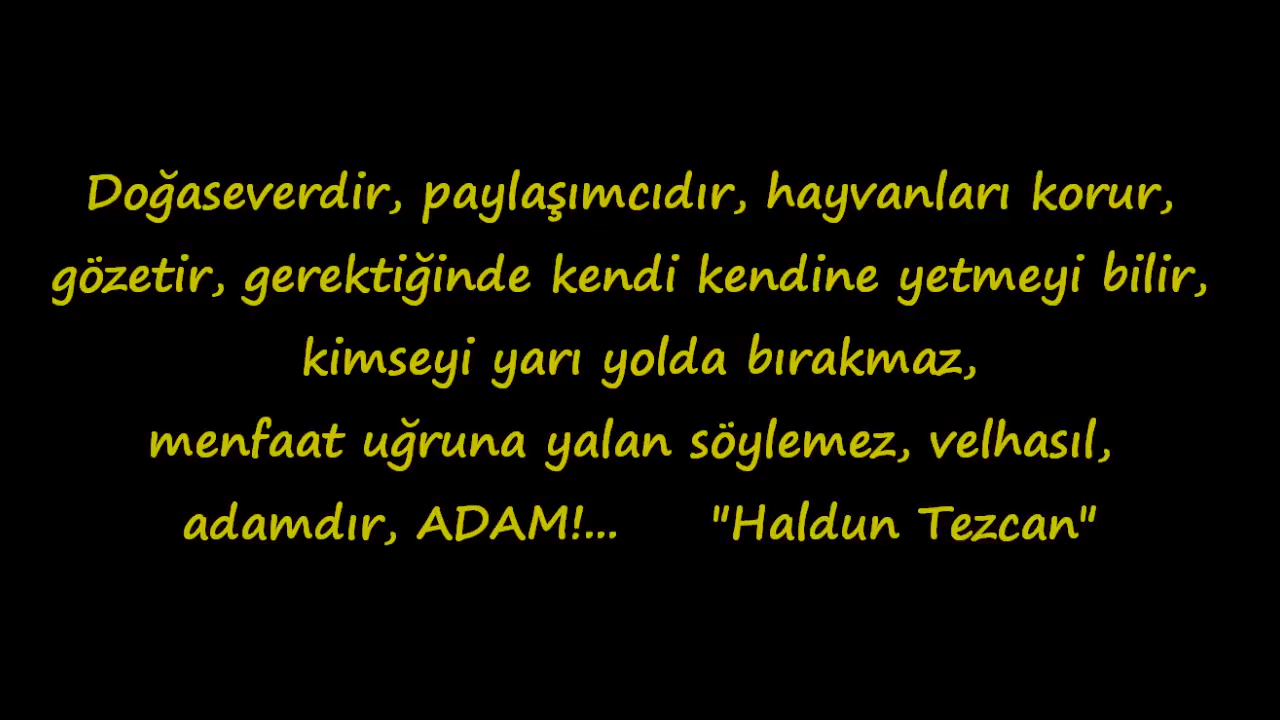 Doğaseverdir, paylaşımcıdır, hayvanları korur,
gözetir, gerektiğinde kendi kendine yetmeyi bilir,
kimseyi yarı yolda bırakmaz,
menfaat uğruna yalan söylemez, velhasıl,
adamdır, ADAM!... "Haldun Tezcan"